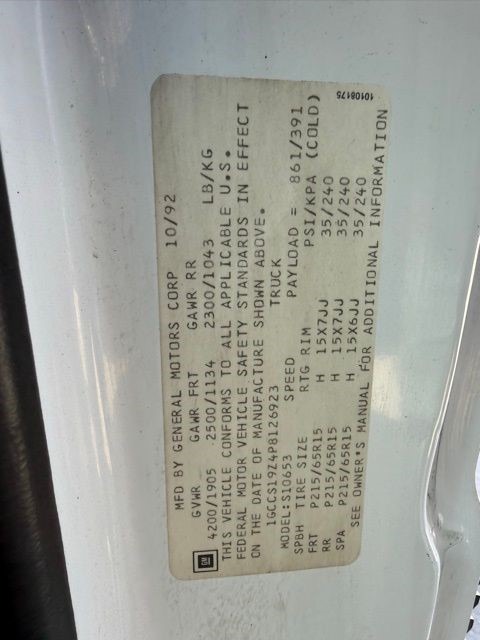 MFD BY GENERAL MOTORS CORP 10/92
GVWR GAWR FRT GAWR RR
4200/1905 2500/1134 2300/1043 LB/KG
THIS VEHICLE CONFORMS TO ALL APPLICABLE U.S.
FEDERAL MOTOR VEHICLE SAFETY STANDARDS IN EFFECT
ON THE DATE OF MANUFACTURE SHOWN ABOVE.
1GCCS19Z4P8126923 TRUCK
MODEL:S10653 SPEED PAYLOAD = 861/391
SPBH TIRE SIZE RTG RIM PSI/KPA (COLD)
FRT P215/65R15 H 15X7JJ 35/240
RR P215/65R15 H 15X7JJ 35/240
SPA P215/65R15 H 15X6JJ 35/240
SEE OWNER'S MANUAL FOR ADDITIONAL INFORMATION
GM
10108175